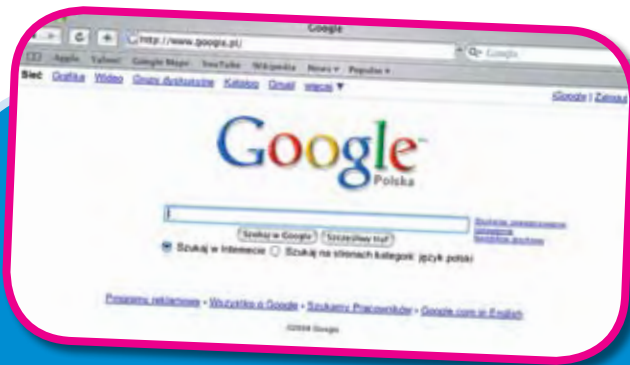 Google
http://www.google.pl/
Google
Apple Yahoo! Google Maps YouTube Wikipedia News Popular
Sieć Grafika Wideo Grupy dyskusyjne Katalog Gmail więcej ▼
iGoogle |
Google™
Polska
Szukaj w Google Szczęśliwy traf
Szukaj w Internecie Szukaj na stronach kategorii: język polski
Programy reklamowe - Wszystko o Google - Szukamy Pracowników - Google.com in English
Google